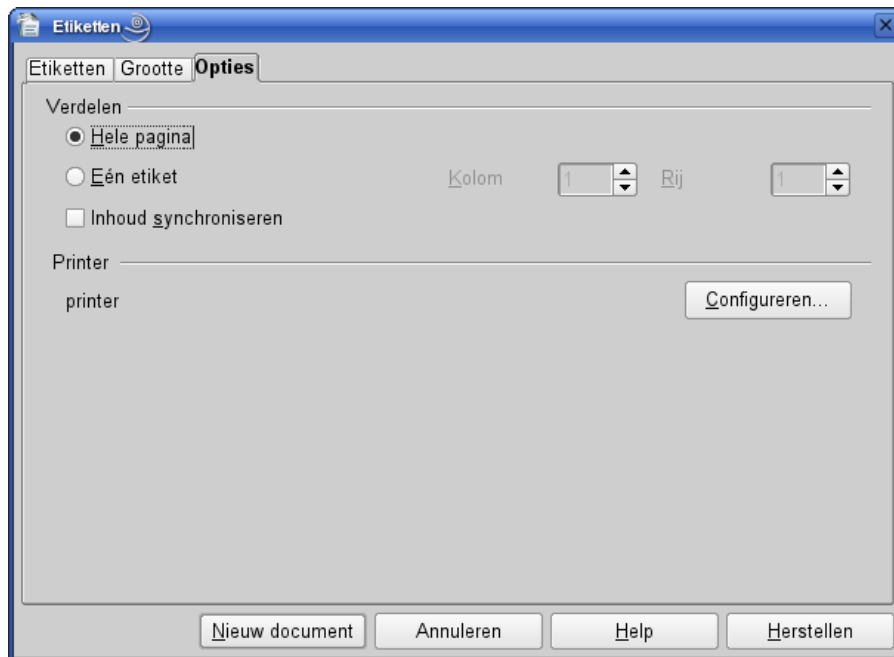 Etiketten
Etiketten Grootte Opties
Verdelen
Hele pagina
Eén etiket Kolom 1 Rij 1
Inhoud synchroniseren
Printer
printer Configureren...
Nieuw document Annuleren Help Herstellen